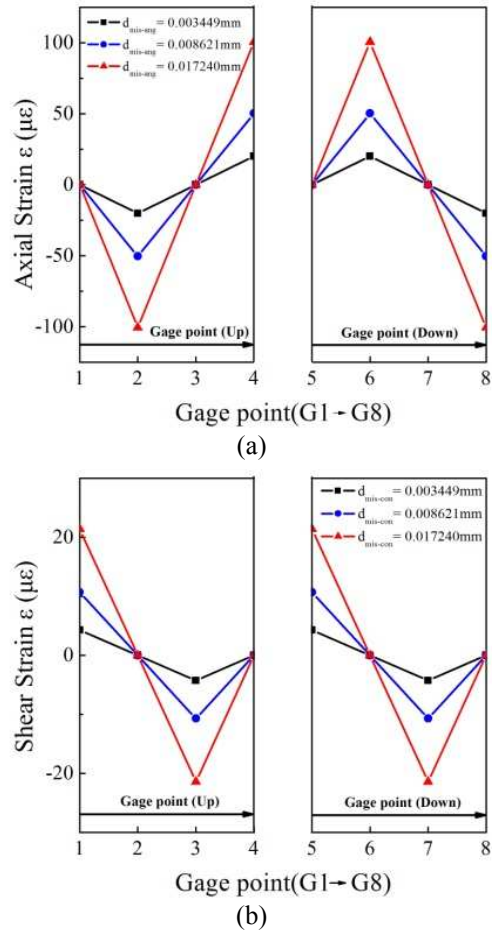 d_mis-ang = 0.003449mm
d_mis-ang = 0.008621mm
d_mis-ang = 0.017240mm
Axial Strain ε (με)
100
50
0
-50
-100
Gage point (Up)
Gage point (Down)
1 2 3 4 5 6 7 8
Gage point(G1→G8)
(a)
d_mis-con = 0.003449mm
d_mis-con = 0.008621mm
d_mis-con = 0.017240mm
Shear Strain ε (με)
20
0
-20
Gage point (Up)
Gage point (Down)
1 2 3 4 5 6 7 8
Gage point(G1→G8)
(b)